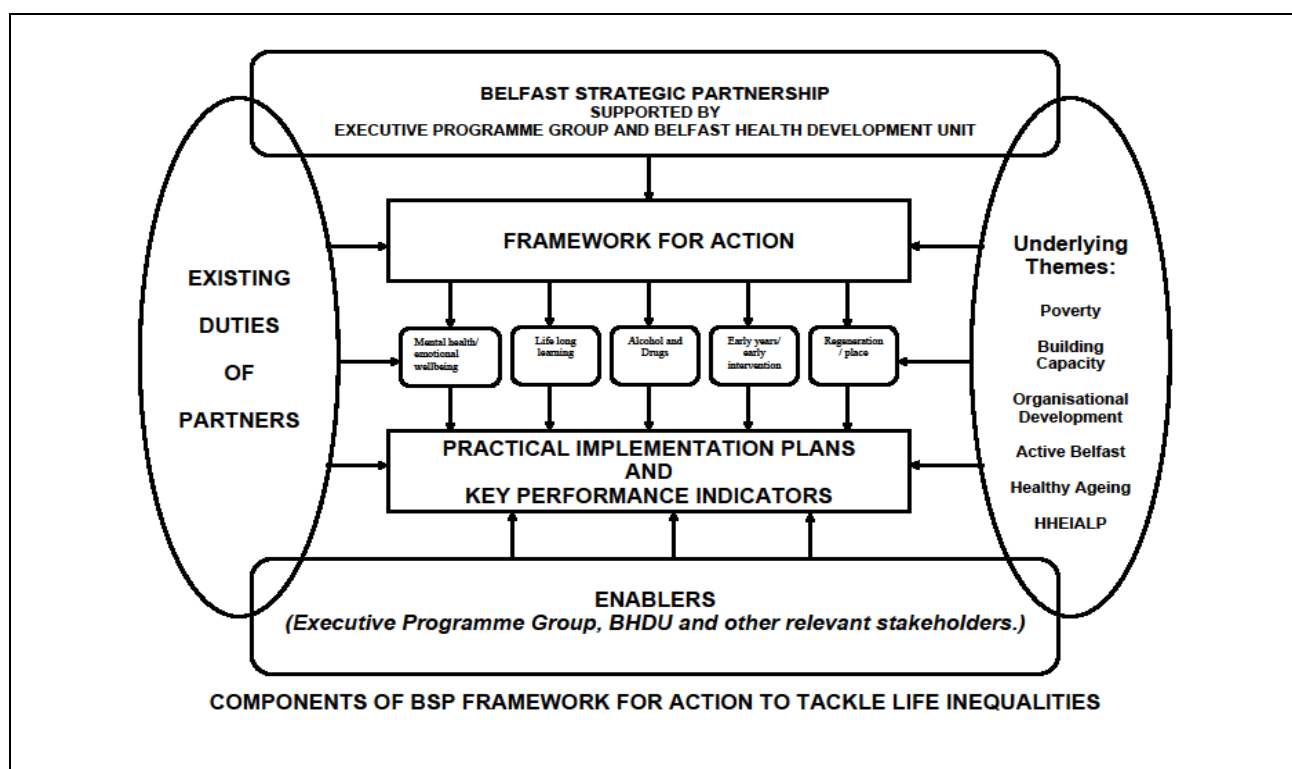 BELFAST STRATEGIC PARTNERSHIP
SUPPORTED BY
EXECUTIVE PROGRAMME GROUP AND BELFAST HEALTH DEVELOPMENT UNIT
FRAMEWORK FOR ACTION
EXISTING
DUTIES
OF
PARTNERS
Mental health/
emotional
wellbeing
Life long
learning
Alcohol and
Drugs
Early years/
early
intervention
Regeneration
/ place
Underlying
Themes:
Poverty
Building
Capacity
Organisational
Development
Active Belfast
Healthy Ageing
HHEIALP
PRACTICAL IMPLEMENTATION PLANS
AND
KEY PERFORMANCE INDICATORS
ENABLERS
(Executive Programme Group, BHDU and other relevant stakeholders.)
COMPONENTS OF BSP FRAMEWORK FOR ACTION TO TACKLE LIFE INEQUALITIES